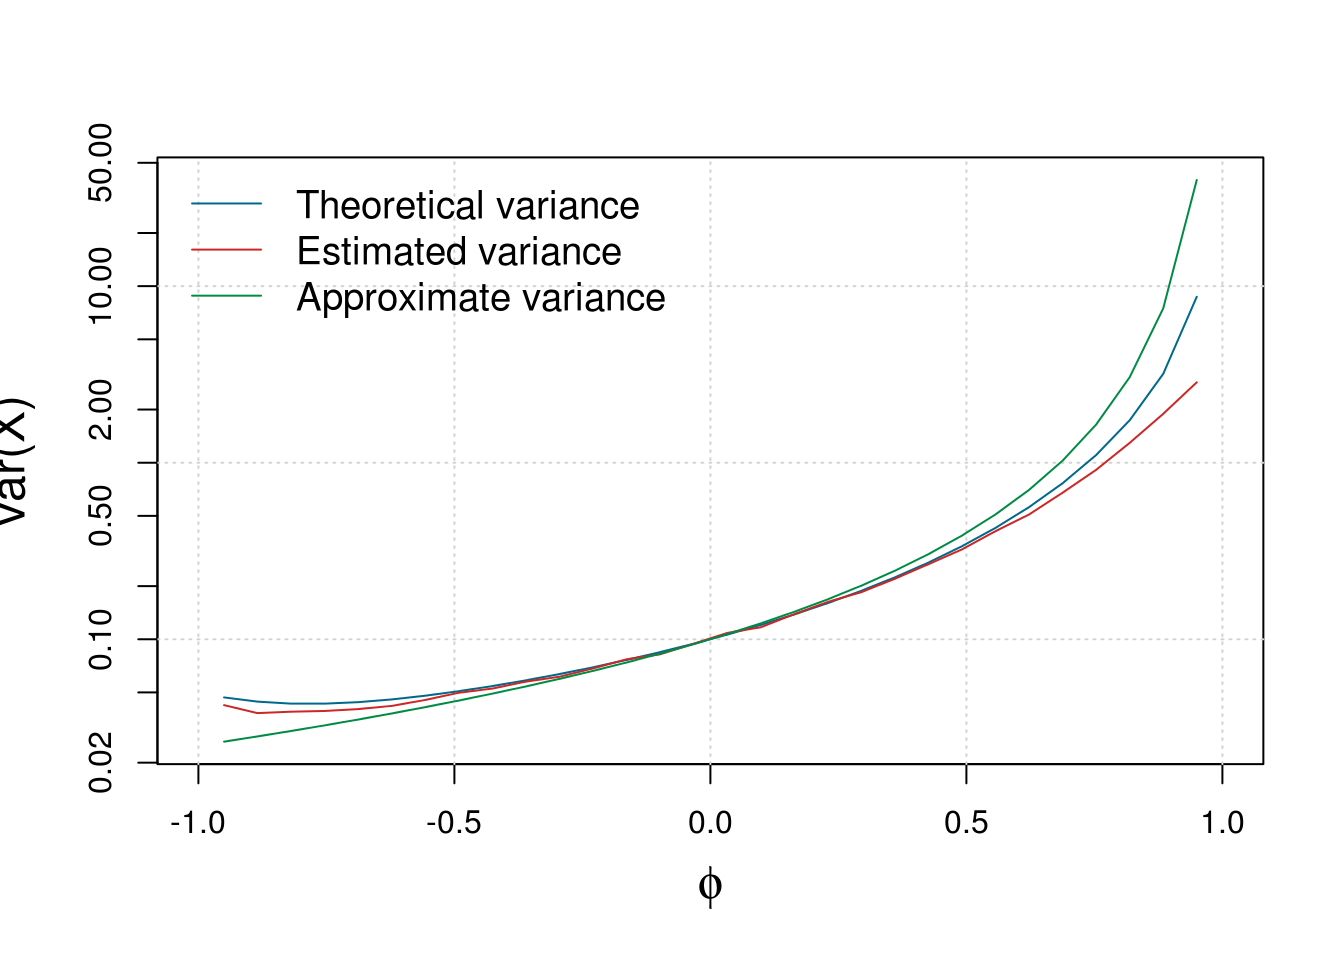 Theoretical variance
Estimated variance
Approximate variance
50.00
10.00
2.00
0.50
0.10
0.02
var(X)
-1.0 -0.5 0.0 0.5 1.0
ϕ